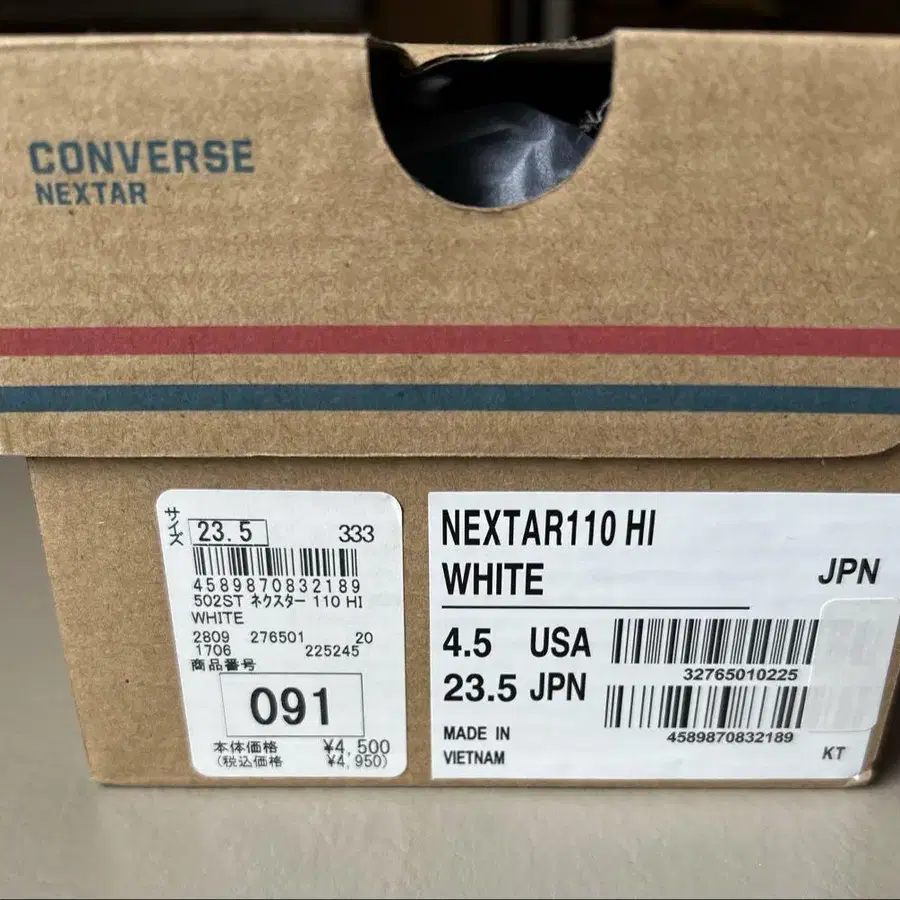 CONVERSE
NEXTAR
サイズ
23.5
333
4589870832189
502ST ネクスター 110 HI
WHITE
2809 276501 20
1706 225245
商品番号
091
本体価格 ¥4,500
(税込価格 ¥4,950)
NEXTAR110 HI
WHITE
JPN
4.5 USA
32765010225
23.5 JPN
4589870832189
MADE IN
VIETNAM
KT